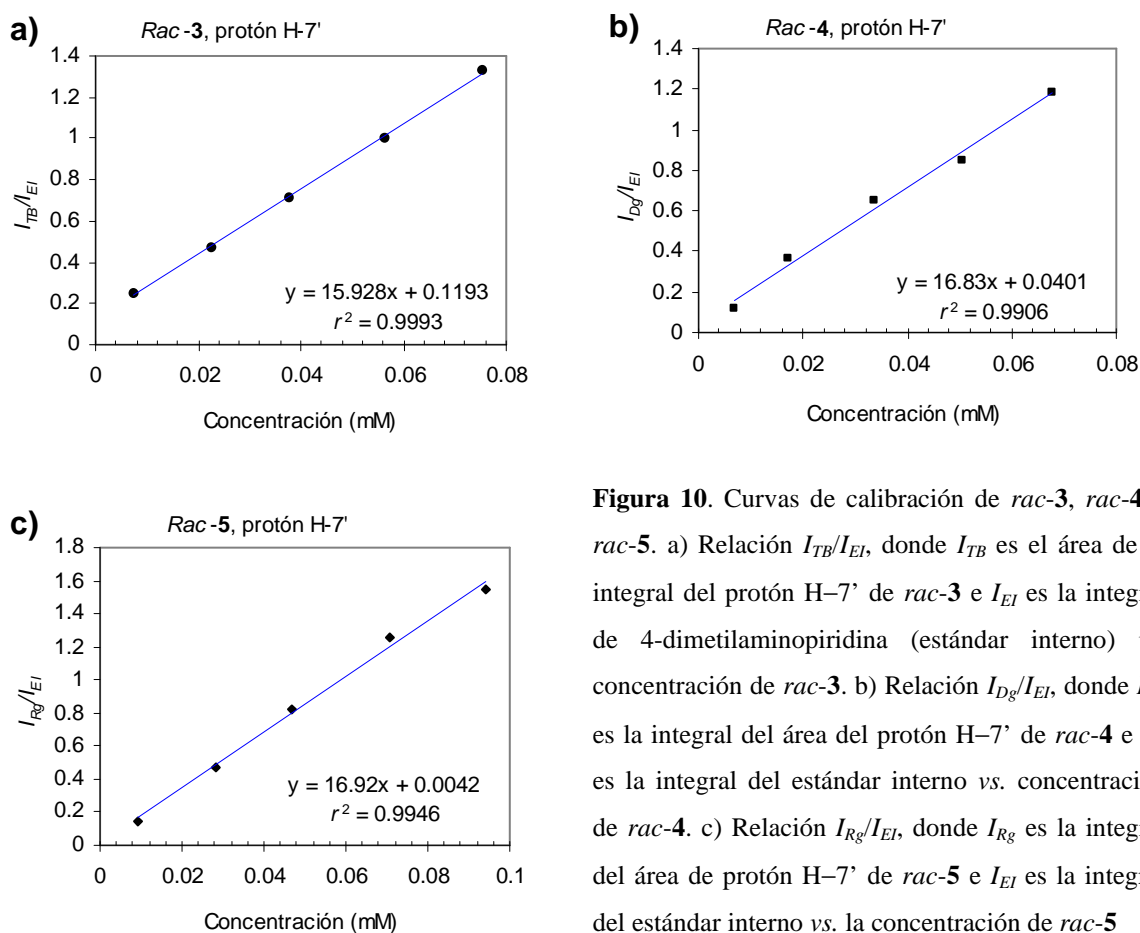 a)
Rac-3, protón H-7'
1.4
1.2
1
0.8
0.6
0.4
0.2
0
I_TB/I_EI
y = 15.928x + 0.1193
r² = 0.9993
0 0.02 0.04 0.06 0.08
Concentración (mM)
b)
Rac-4, protón H-7'
1.4
1.2
1
0.8
0.6
0.4
0.2
0
I_Dg/I_EI
y = 16.83x + 0.0401
r² = 0.9906
0 0.02 0.04 0.06 0.08
Concentración (mM)
c)
Rac-5, protón H-7'
1.8
1.6
1.4
1.2
1
0.8
0.6
0.4
0.2
0
I_Rg/I_EI
y = 16.92x + 0.0042
r² = 0.9946
0 0.02 0.04 0.06 0.08 0.1
Concentración (mM)
Figura 10. Curvas de calibración de rac-3, rac-4
rac-5. a) Relación I_TB/I_EI, donde I_TB es el área de
integral del protón H–7’ de rac-3 e I_EI es la
de 4-dimetilaminopiridina (estándar interno)
concentración de rac-3. b) Relación I_Dg/I_EI, donde
es la integral del área del protón H–7’ de rac-4 e
es la integral del estándar interno vs.
de rac-4. c) Relación I_Rg/I_EI, donde I_Rg es la
del área de protón H–7’ de rac-5 e I_EI es la
del estándar interno vs. la concentración de rac-5